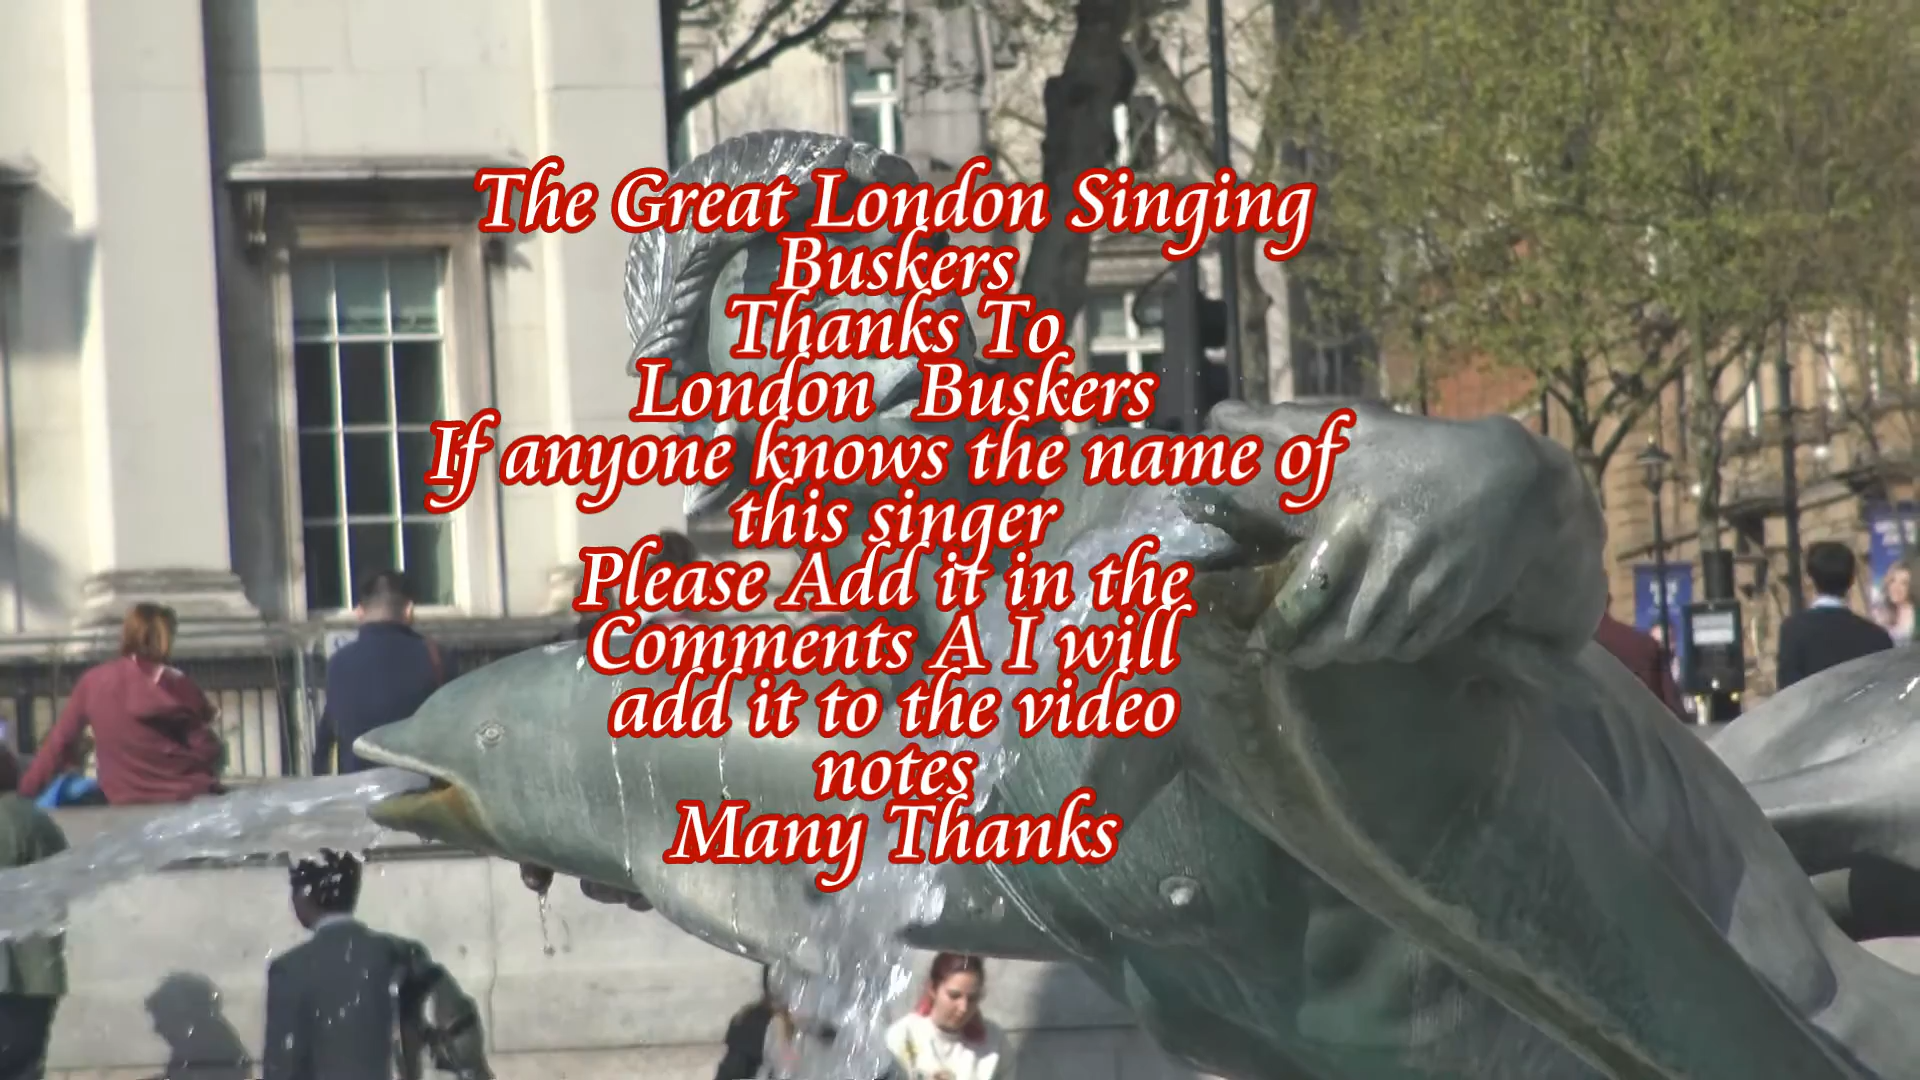 The Great London Singing
Buskers
Thanks To
London Buskers
If anyone knows the name of
this singer
Please Add it in the
Comments A I will
add it to the video
notes
Many Thanks